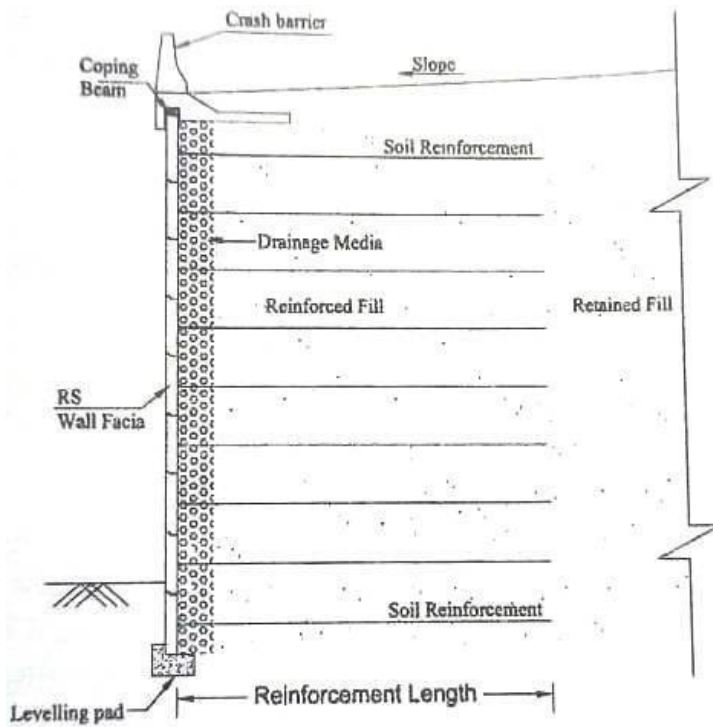 Crash barrier
Coping
Beam
Slope
Soil Reinforcement
Drainage Media
Reinforced Fill
Retained Fill
RS
Wall Facia
Soil Reinforcement
Levelling pad
Reinforcement Length